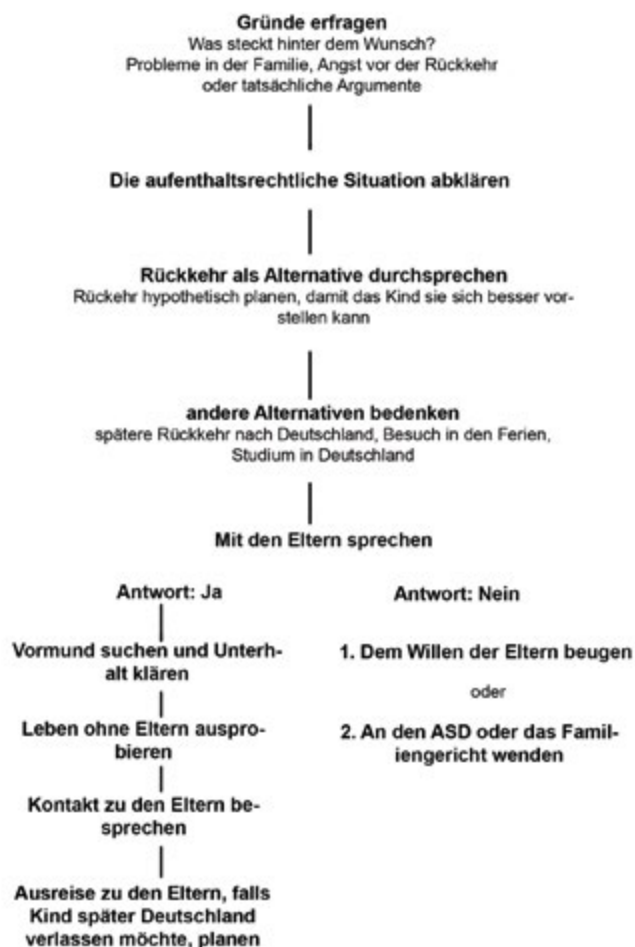 Gründe erfragen
Was steckt hinter dem Wunsch?
Probleme in der Familie, Angst vor der Rückkehr
oder tatsächliche Argumente
Die aufenthaltsrechtliche Situation abklären
Rückkehr als Alternative durchsprechen
Rückehr hypothetisch planen, damit das Kind sie sich besser vor-
stellen kann
andere Alternativen bedenken
spätere Rückkehr nach Deutschland, Besuch in den Ferien,
Studium in Deutschland
Mit den Eltern sprechen
Antwort: Ja
Vormund suchen und Unterh-
alt klären
Leben ohne Eltern auspro-
bieren
Kontakt zu den Eltern be-
sprechen
Ausreise zu den Eltern, falls
Kind später Deutschland
verlassen möchte, planen
Antwort: Nein
1. Dem Willen der Eltern beugen
oder
2. An den ASD oder das Famil-
iengericht wenden